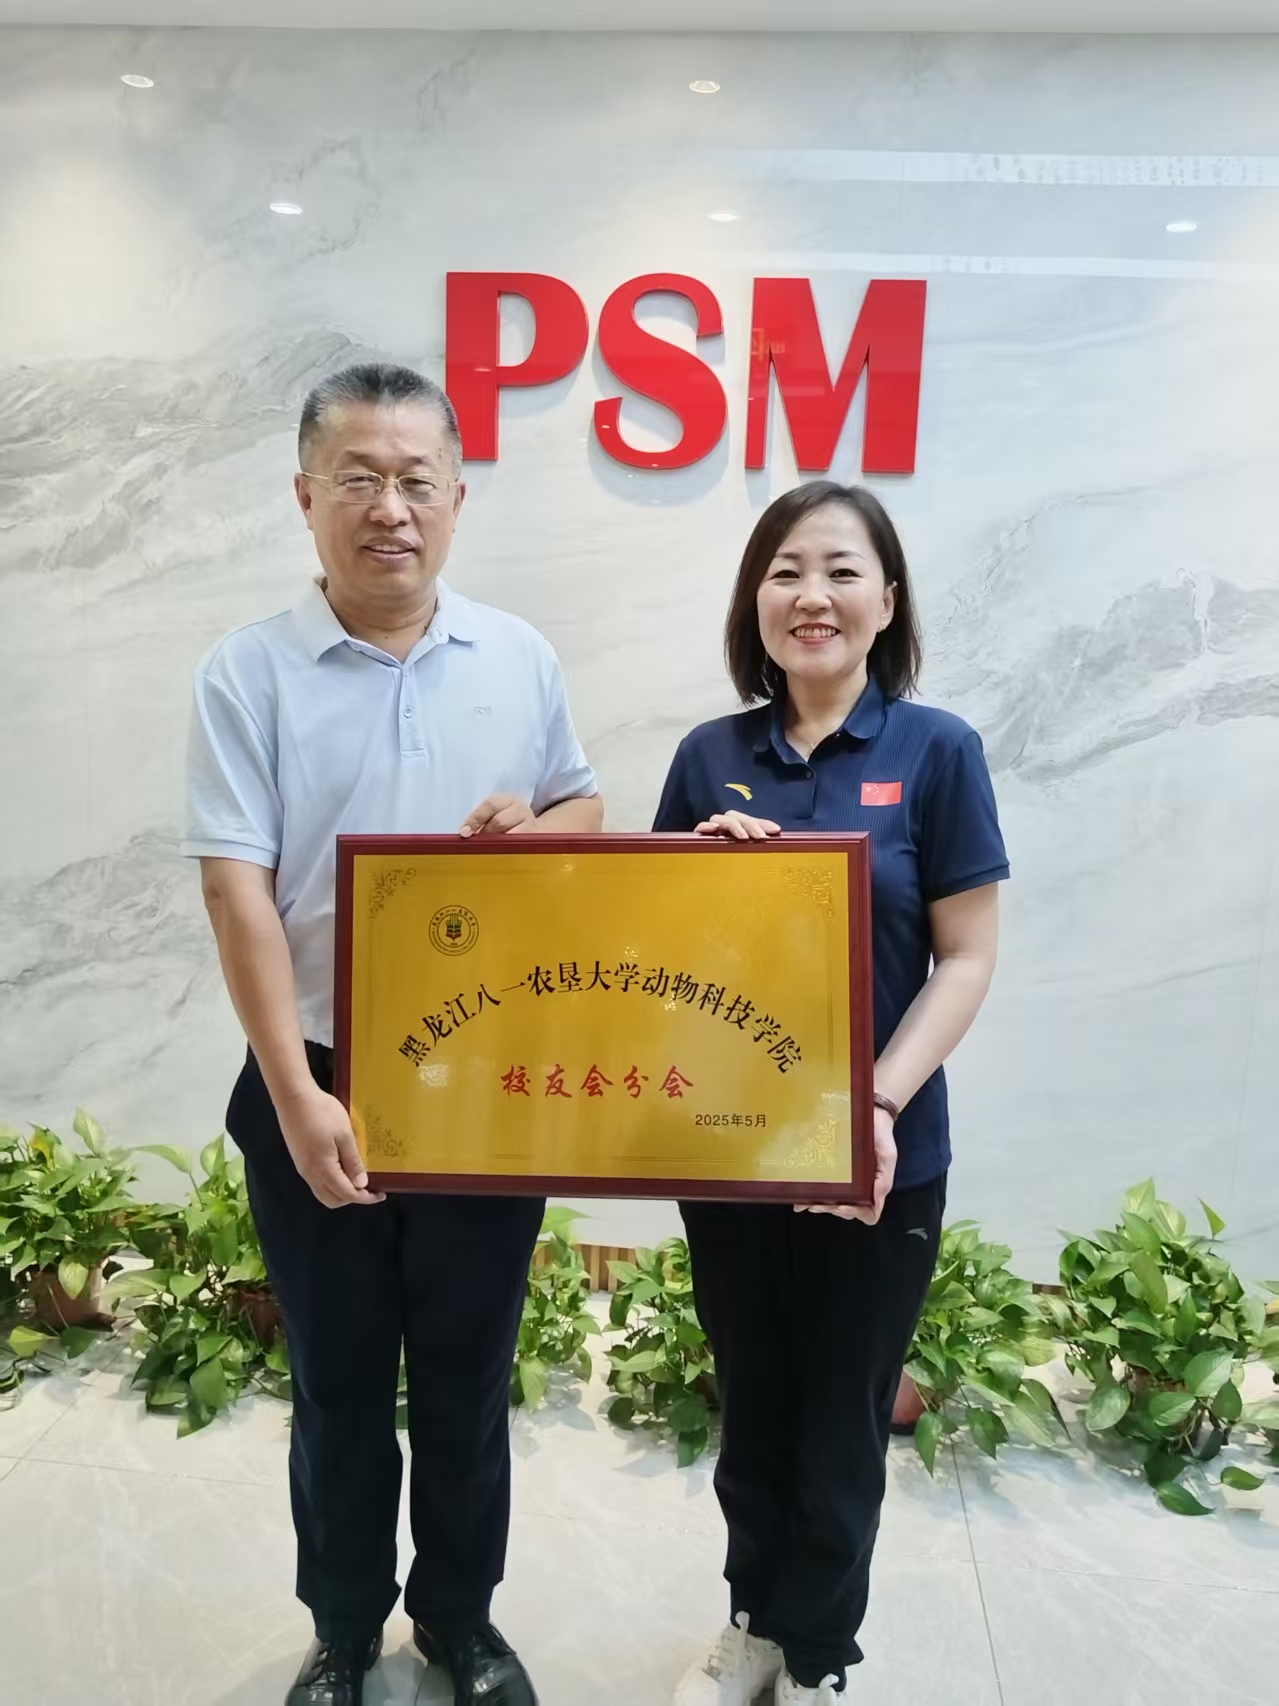 PSM
黑龙江八一农垦大学动物科技学院
校友会分会
2025年5月